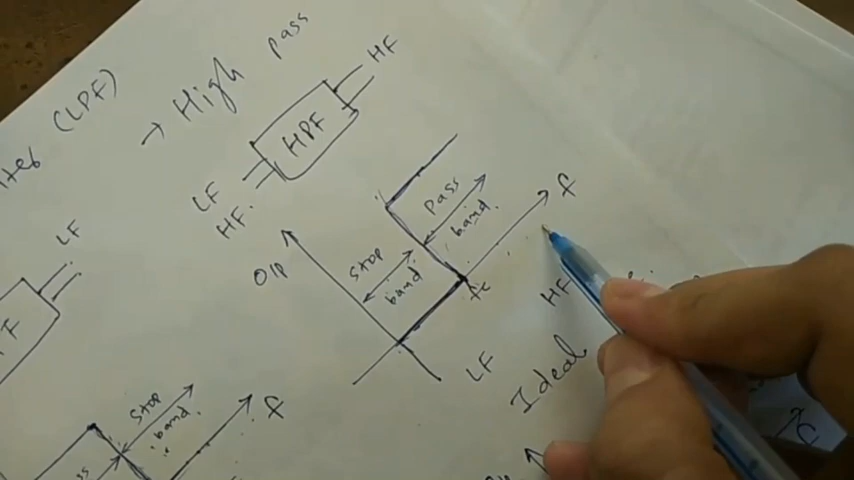 (LPF)
→ High pass
HF
HPF
LF
HF
LF
O/P
Stop
band
Pass
band
f
fc
HF
LF
Ideal
Stop
band
f